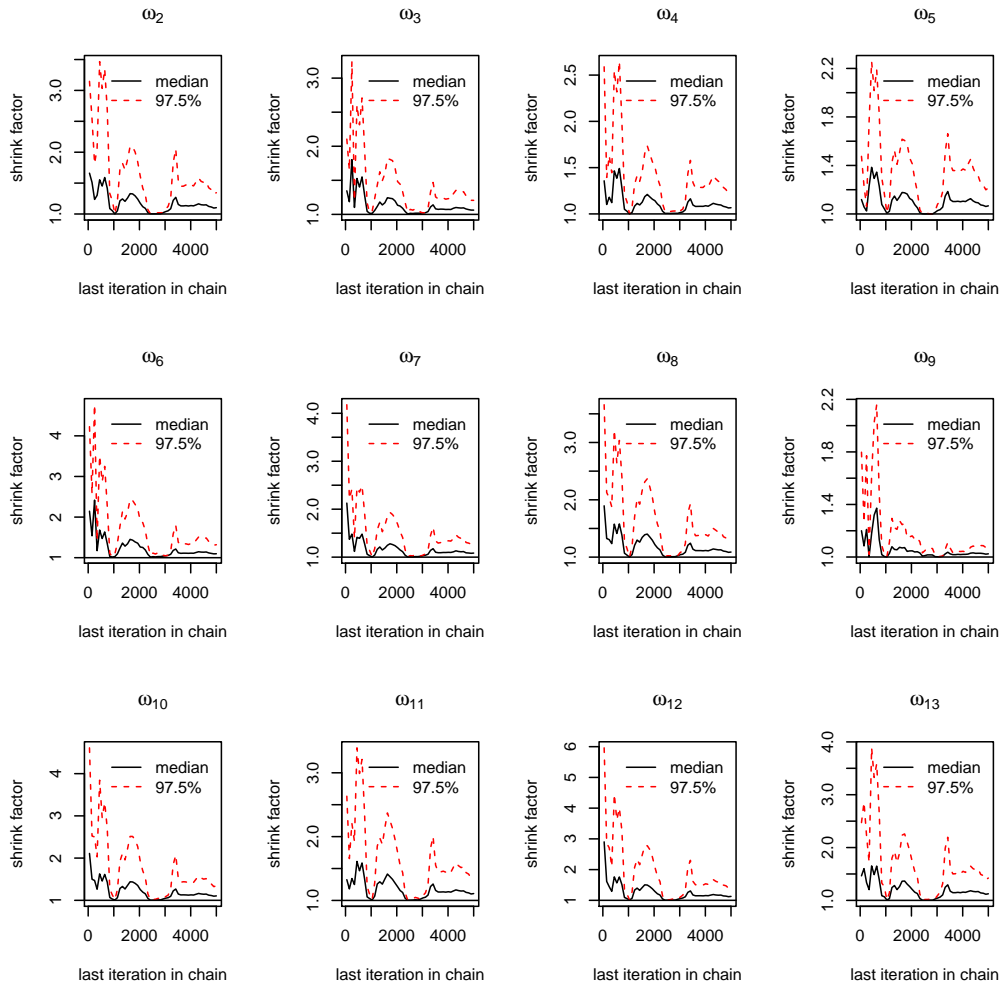 ω2
shrink factor
1.0 2.0 3.0
median
97.5%
0 2000 4000
last iteration in chain
ω3
shrink factor
1.0 2.0 3.0
median
97.5%
0 2000 4000
last iteration in chain
ω4
shrink factor
1.0 1.5 2.5
median
97.5%
0 2000 4000
last iteration in chain
ω5
shrink factor
1.0 1.4 1.8 2.2
median
97.5%
0 2000 4000
last iteration in chain
ω6
shrink factor
1 2 3 4
median
97.5%
0 2000 4000
last iteration in chain
ω7
shrink factor
1.0 2.0 3.0 4.0
median
97.5%
0 2000 4000
last iteration in chain
ω8
shrink factor
1.0 2.0 3.0
median
97.5%
0 2000 4000
last iteration in chain
ω9
shrink factor
1.0 1.4 1.8 2.2
median
97.5%
0 2000 4000
last iteration in chain
ω10
shrink factor
1 2 3 4
median
97.5%
0 2000 4000
last iteration in chain
ω11
shrink factor
1.0 2.0 3.0
median
97.5%
0 2000 4000
last iteration in chain
ω12
shrink factor
1 2 3 4 5 6
median
97.5%
0 2000 4000
last iteration in chain
ω13
shrink factor
1.0 2.0 3.0 4.0
median
97.5%
0 2000 4000
last iteration in chain